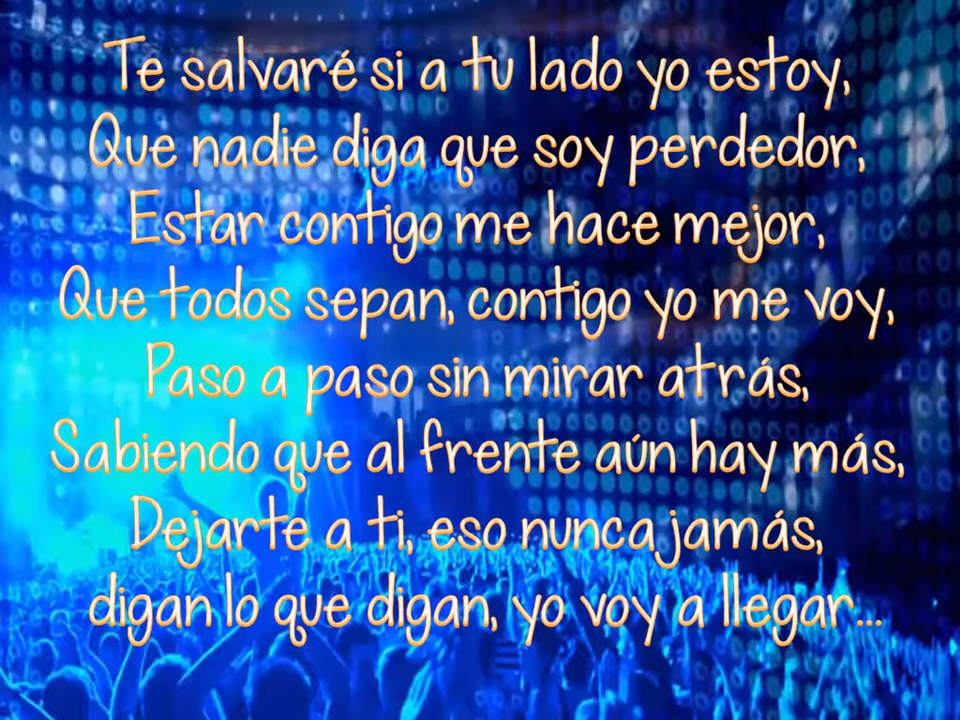 Te salvaré si a tu lado yo estoy,
Que nadie diga que soy perdedor,
Estar contigo me hace mejor,
Que todos sepan, contigo yo me voy,
Paso a paso sin mirar atrás,
Sabiendo que al frente aún hay más,
Dejarte a ti, eso nunca jamás,
digan lo que digan, yo voy a llegar...